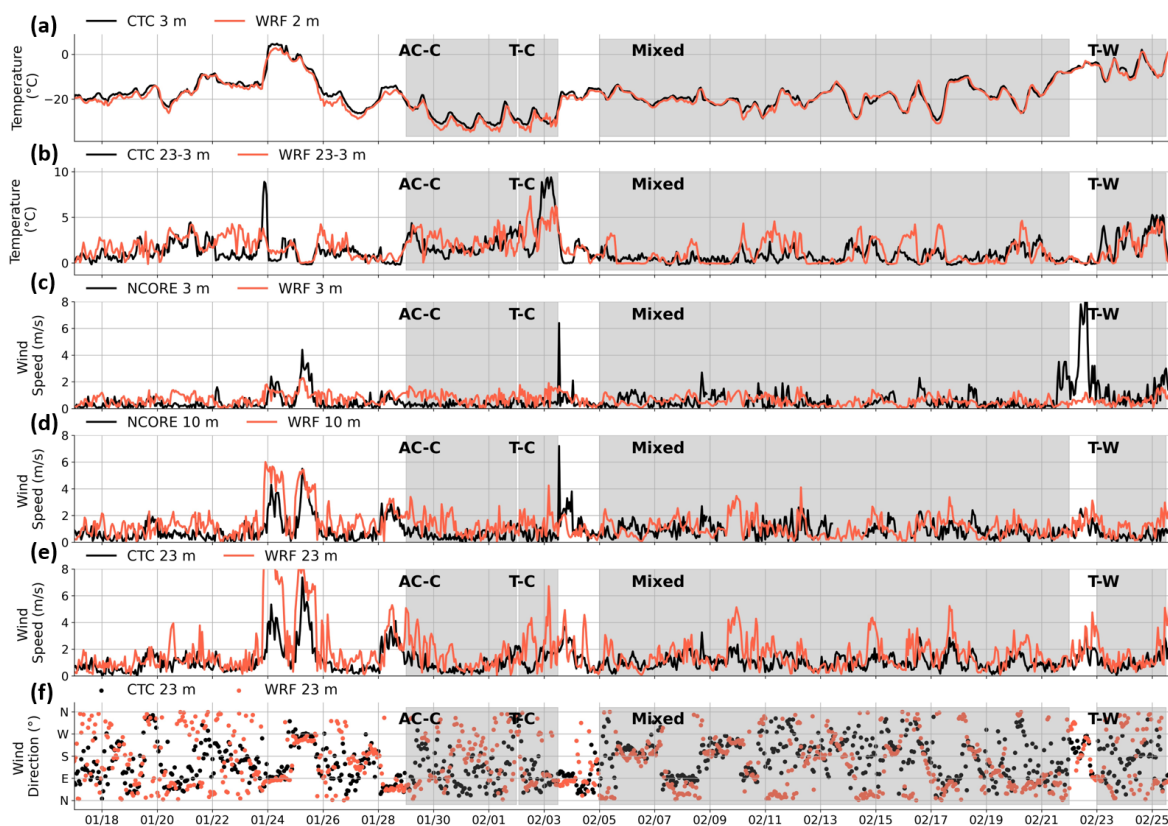 (a) CTC 3 m WRF 2 m
AC-C T-C Mixed T-W
0
−20
Temperature
(°C)
(b) CTC 23-3 m WRF 23-3 m
AC-C T-C Mixed T-W
10
5
0
Temperature
(°C)
(c) NCORE 3 m WRF 3 m
AC-C T-C Mixed T-W
8
6
4
2
0
Wind
Speed (m/s)
(d) NCORE 10 m WRF 10 m
AC-C T-C Mixed T-W
8
6
4
2
0
Wind
Speed (m/s)
(e) CTC 23 m WRF 23 m
AC-C T-C Mixed T-W
8
6
4
2
0
Wind
Speed (m/s)
(f) CTC 23 m WRF 23 m
AC-C T-C Mixed T-W
N
W
S
E
N
Wind
Direction (°)
01/18 01/20 01/22 01/24 01/26 01/28 01/30 02/01 02/03 02/05 02/07 02/09 02/11 02/13 02/15 02/17 02/19 02/21 02/23 02/25